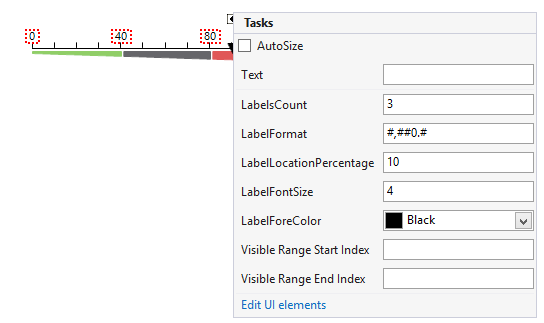 0 40 80
Tasks
AutoSize
Text
LabelsCount 3
LabelFormat #,##0.#
LabelLocationPercentage 10
LabelFontSize 4
LabelForeColor Black
Visible Range Start Index
Visible Range End Index
Edit UI elements